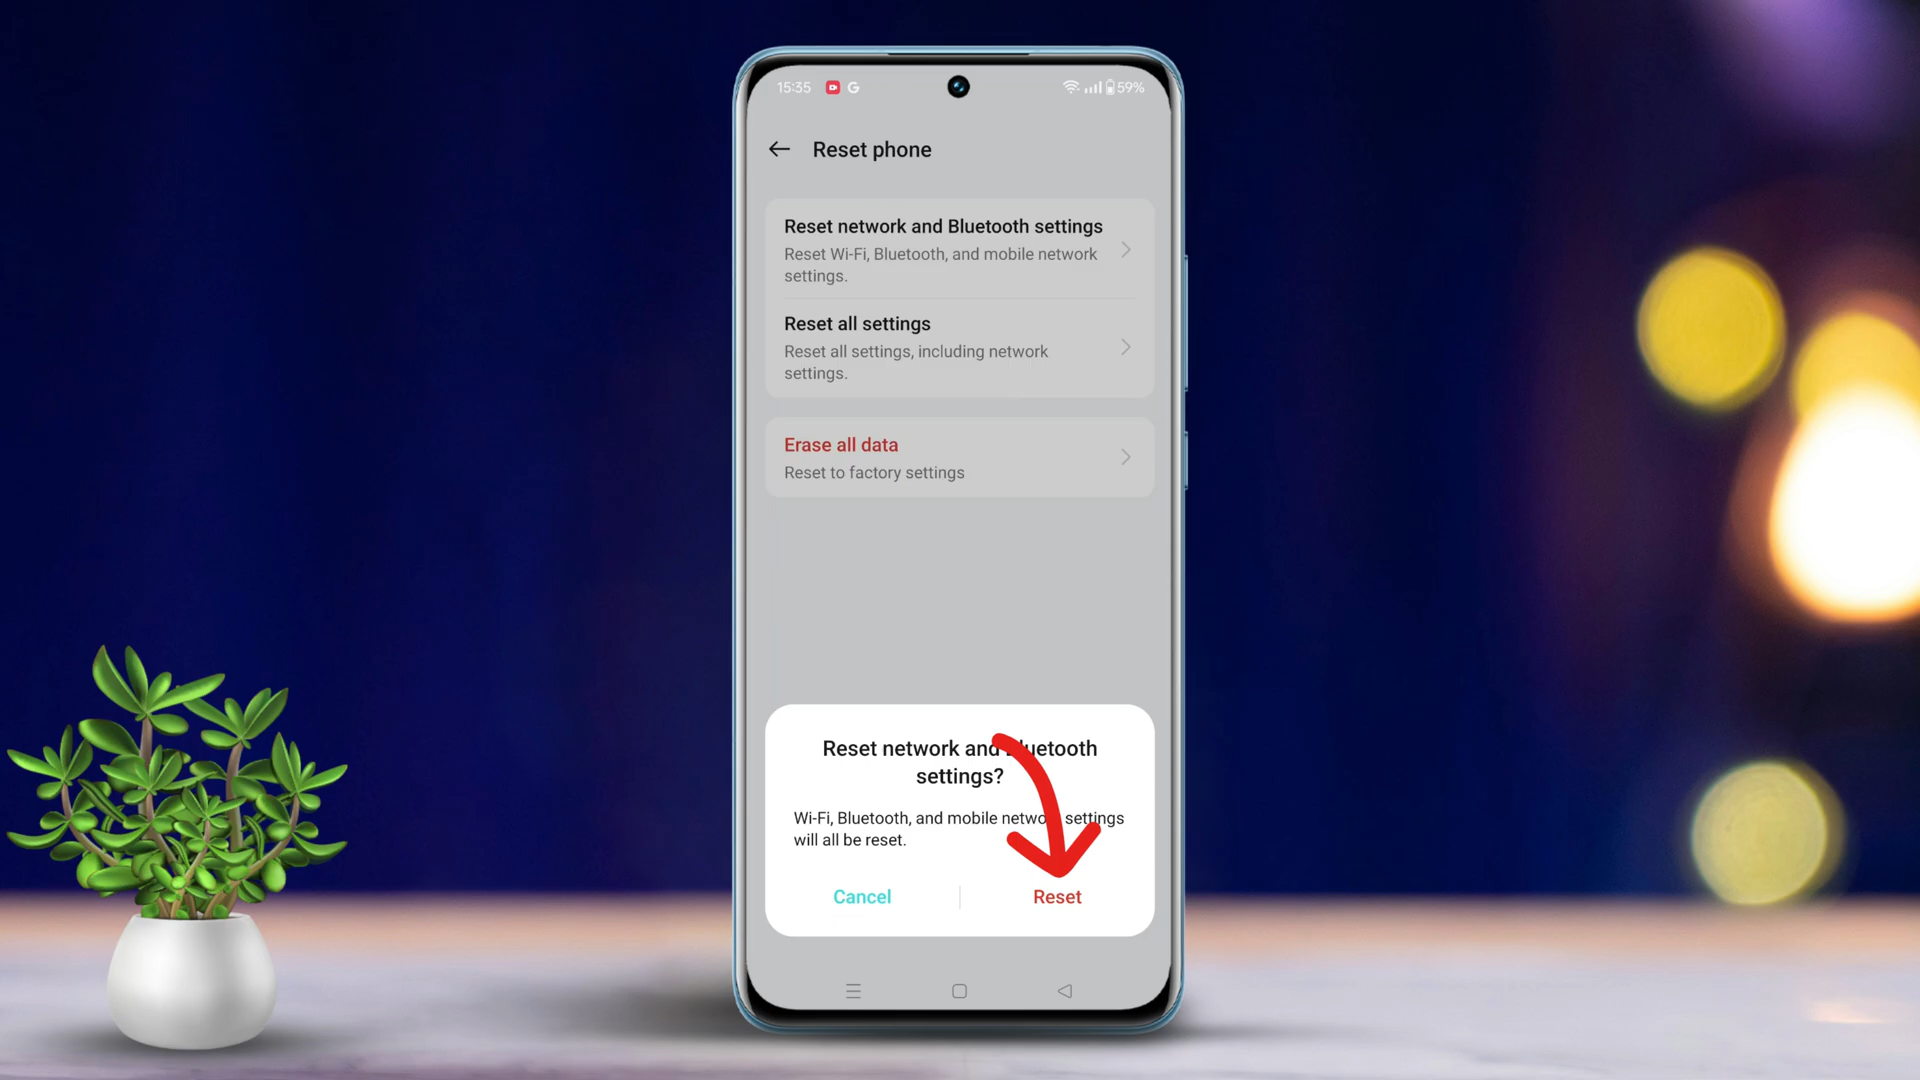 15:35 G 59%
Reset phone
Reset network and Bluetooth settings
Reset Wi-Fi, Bluetooth, and mobile network
settings.
Reset all settings
Reset all settings, including network
settings.
Erase all data
Reset to factory settings
Reset network and Bluetooth
settings?
Wi-Fi, Bluetooth, and mobile network settings
will all be reset.
Cancel
Reset